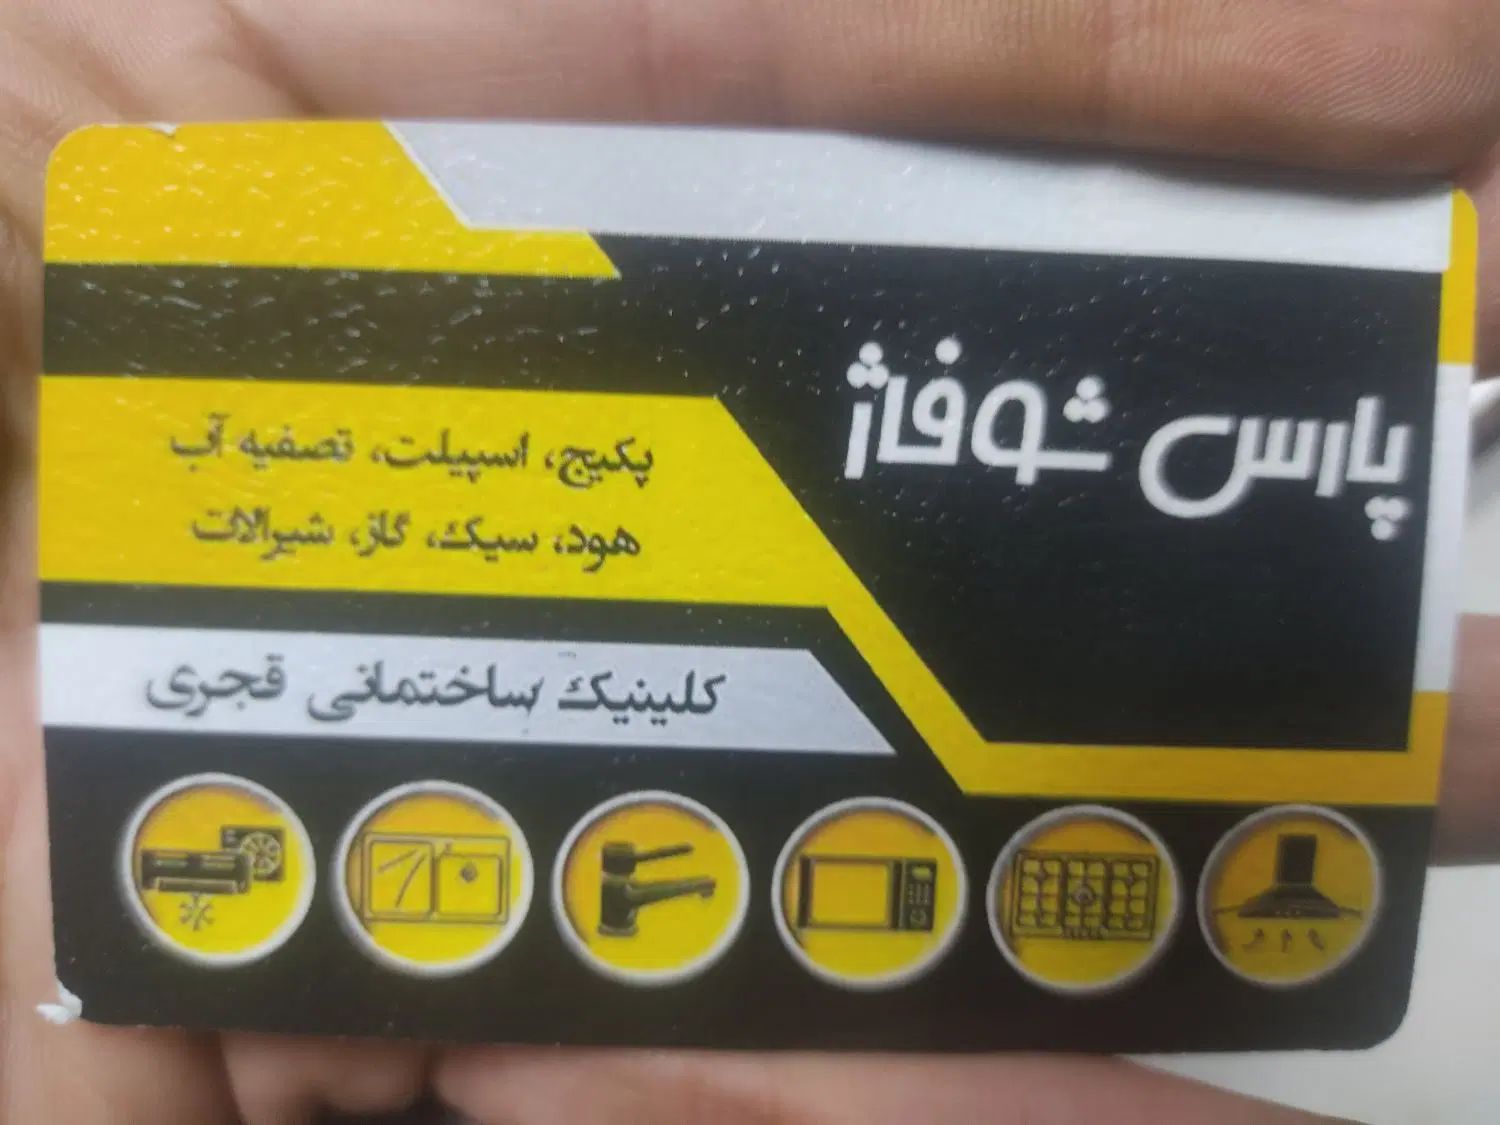 پارس شوفاژ
پکیج، اسپیلت، تصفیه آب
هود، سیک، گاز، شیرالات
کلینیک ساختمانی قجری